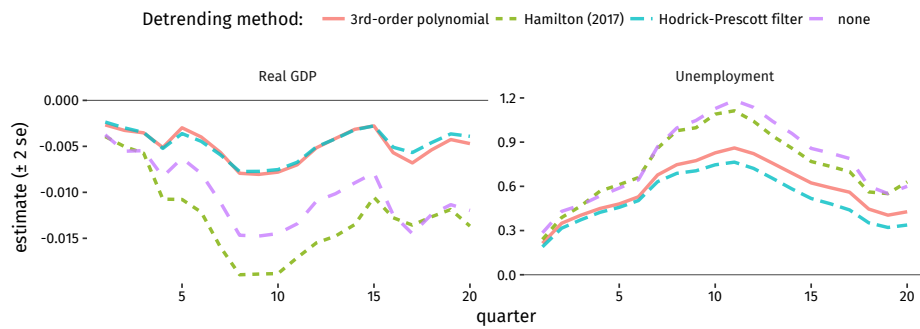 Detrending method: 3rd-order polynomial Hamilton (2017) Hodrick-Prescott filter none
Real GDP Unemployment
estimate (± 2 se)
0.000
-0.005
-0.010
-0.015
5 10 15 20
1.2
0.9
0.6
0.3
0.0
5 10 15 20
quarter